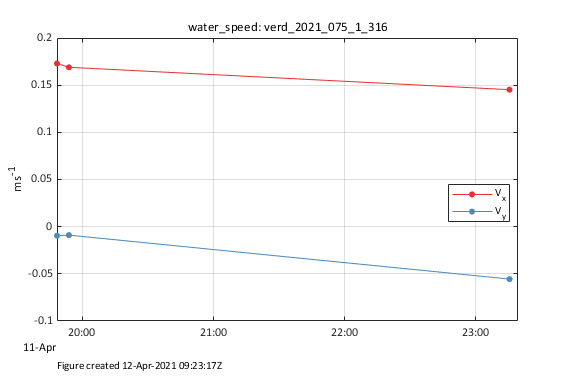 water_speed: verd_2021_075_1_316
0.2
0.15
0.1
0.05
0
-0.05
-0.1
ms-1
Vx
Vy
20:00 21:00 22:00 23:00
11-Apr
Figure created 12-Apr-2021 09:23:17Z